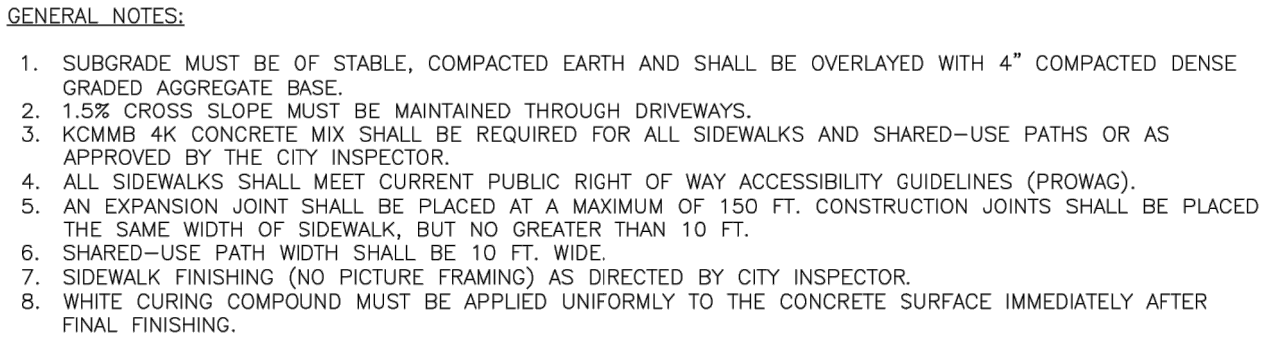 GENERAL NOTES:
1. SUBGRADE MUST BE OF STABLE, COMPACTED EARTH AND SHALL BE OVERLAYED WITH 4" COMPACTED DENSE
GRADED AGGREGATE BASE.
2. 1.5% CROSS SLOPE MUST BE MAINTAINED THROUGH DRIVEWAYS.
3. KCMMB 4K CONCRETE MIX SHALL BE REQUIRED FOR ALL SIDEWALKS AND SHARED-USE PATHS OR AS
APPROVED BY THE CITY INSPECTOR.
4. ALL SIDEWALKS SHALL MEET CURRENT PUBLIC RIGHT OF WAY ACCESSIBILITY GUIDELINES (PROWAG).
5. AN EXPANSION JOINT SHALL BE PLACED AT A MAXIMUM OF 150 FT. CONSTRUCTION JOINTS SHALL BE PLACED
THE SAME WIDTH OF SIDEWALK, BUT NO GREATER THAN 10 FT.
6. SHARED-USE PATH WIDTH SHALL BE 10 FT. WIDE.
7. SIDEWALK FINISHING (NO PICTURE FRAMING) AS DIRECTED BY CITY INSPECTOR.
8. WHITE CURING COMPOUND MUST BE APPLIED UNIFORMLY TO THE CONCRETE SURFACE IMMEDIATELY AFTER
FINAL FINISHING.